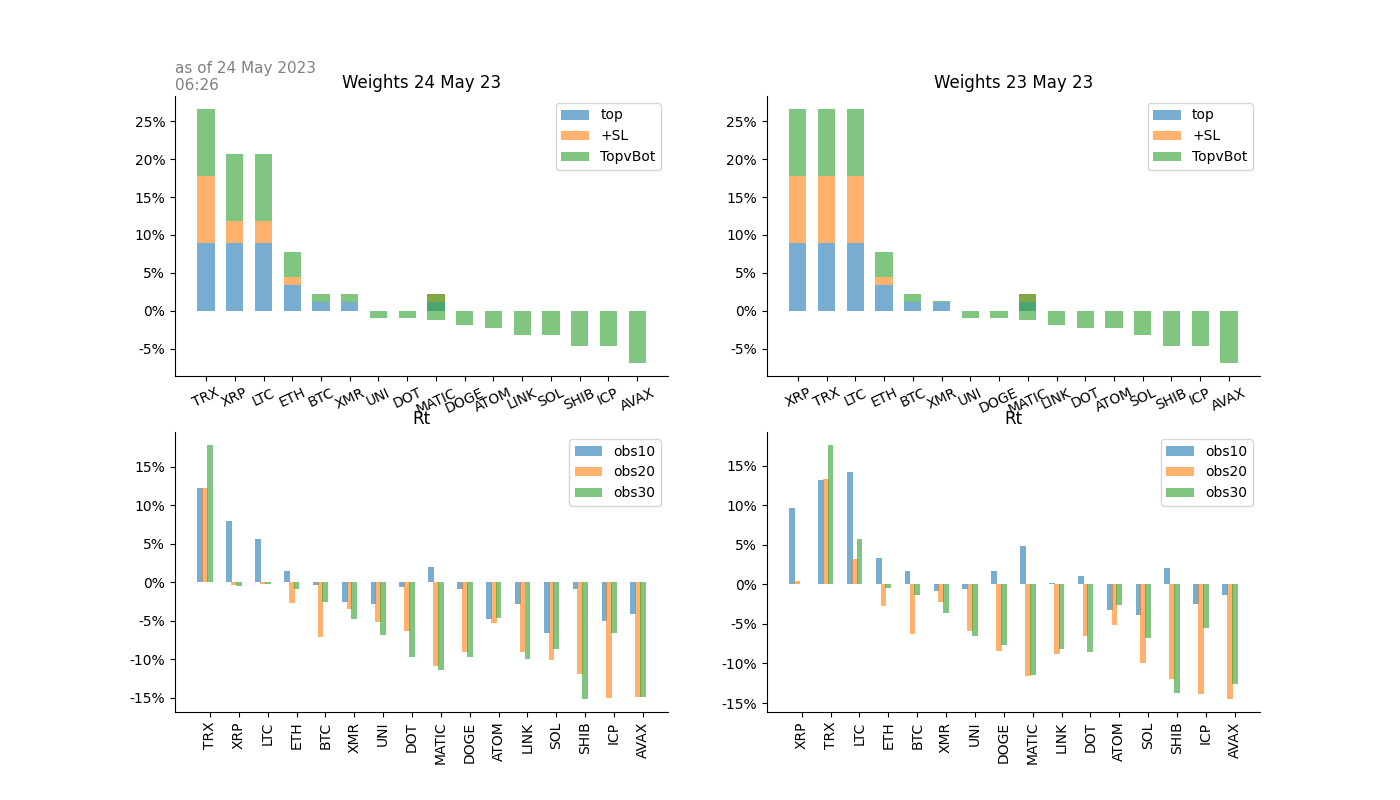 as of 24 May 2023
06:26
Weights 24 May 23
25%
20%
15%
10%
5%
0%
-5%
top
+SL
TopvBot
TRX XRP LTC ETH BTC XMR UNI DOT MATIC DOGE ATOM LINK SOL SHIB ICP AVAX
Weights 23 May 23
25%
20%
15%
10%
5%
0%
-5%
top
+SL
TopvBot
XRP TRX LTC ETH BTC XMR UNI DOGE MATIC LINK DOT ATOM SOL SHIB ICP AVAX
Rt
15%
10%
5%
0%
-5%
-10%
-15%
obs10
obs20
obs30
TRX XRP LTC ETH BTC XMR UNI DOT MATIC DOGE ATOM LINK SOL SHIB ICP AVAX
Rt
15%
10%
5%
0%
-5%
-10%
-15%
obs10
obs20
obs30
XRP TRX LTC ETH BTC XMR UNI DOGE MATIC LINK DOT ATOM SOL SHIB ICP AVAX